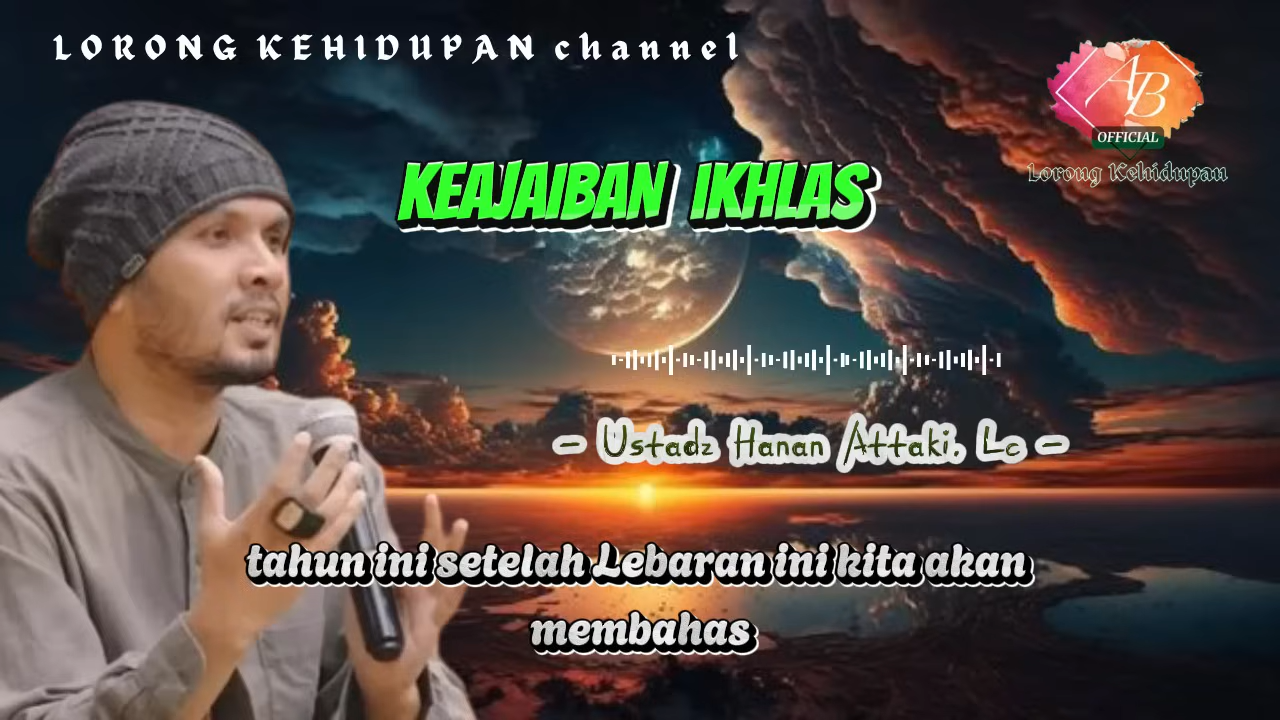 LORONG KEHIDUPAN channel
AB
OFFICIAL
Lorong Kehidupan
KEAJAIBAN IKHLAS
- Ustadz Hanan Attaki, Lc -
tahun ini setelah Lebaran ini kita akan
membahas